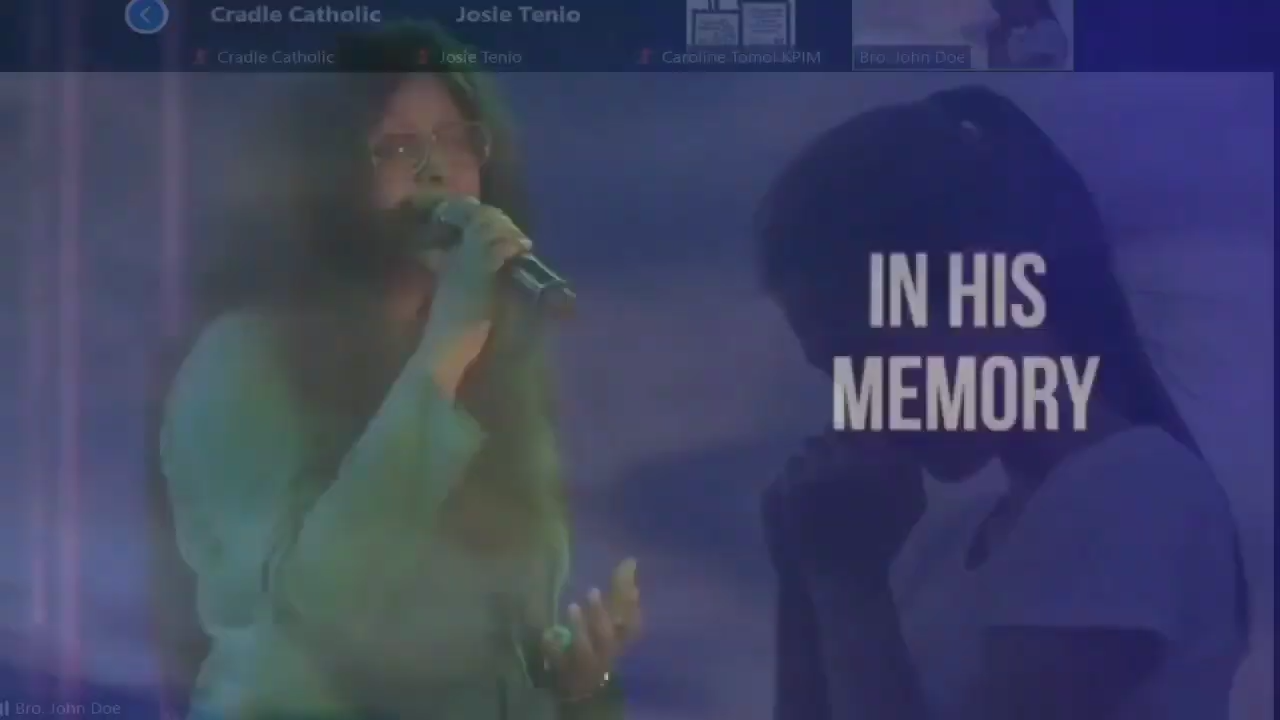 Cradle Catholic
Josie Tenio
Cradle Catholic
Josie Tenio
Caroline Tomol KPIM
Bro. John Doe
IN HIS
MEMORY
Bro. John Doe